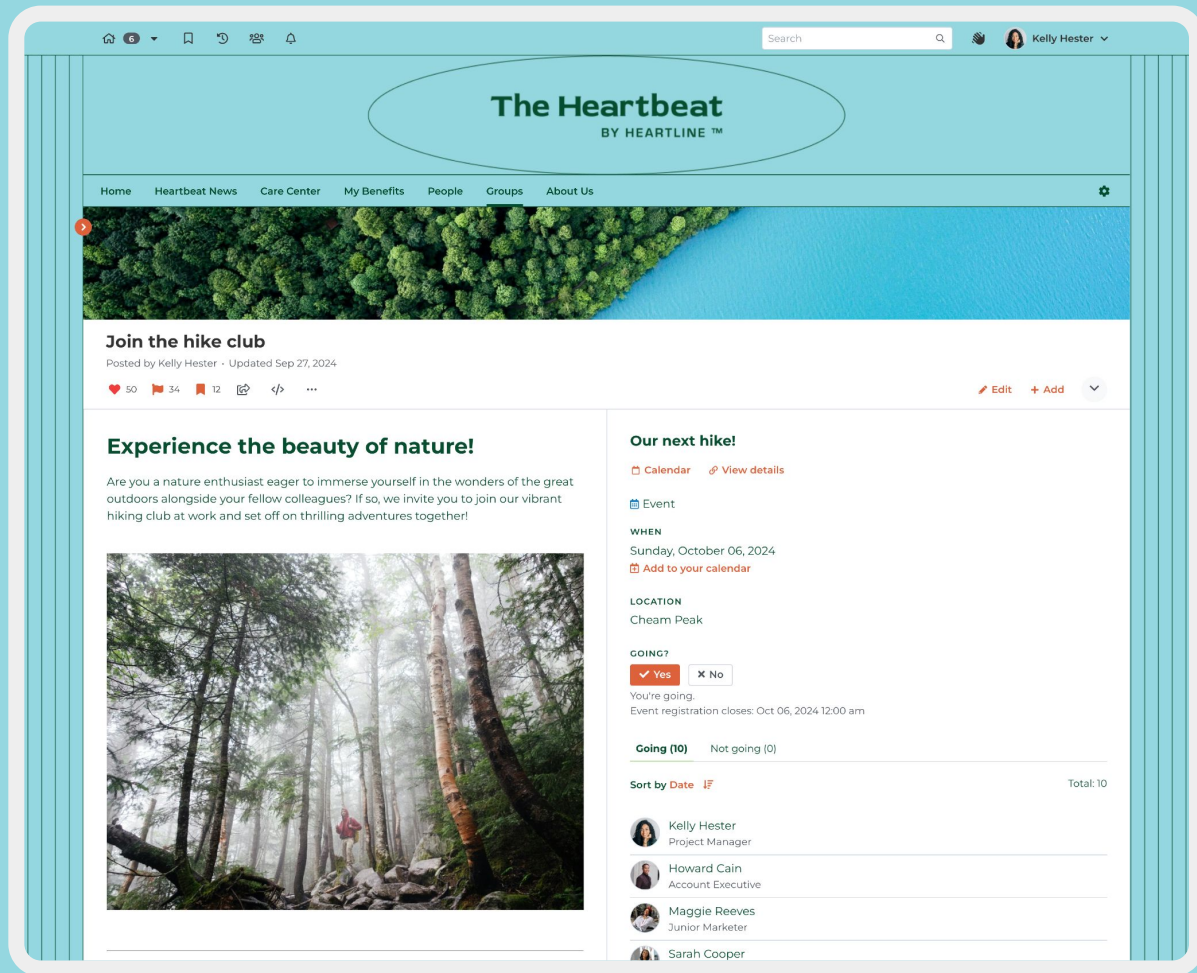 6
Search
Kelly Hester
The Heartbeat
BY HEARTLINE ™
Home Heartbeat News Care Center My Benefits People Groups About Us
Join the hike club
Posted by Kelly Hester • Updated Sep 27, 2024
50 34 12 </> ...
Edit + Add
Experience the beauty of nature!
Are you a nature enthusiast eager to immerse yourself in the wonders of the great
outdoors alongside your fellow colleagues? If so, we invite you to join our vibrant
hiking club at work and set off on thrilling adventures together!
Our next hike!
Calendar View details
Event
WHEN
Sunday, October 06, 2024
Add to your calendar
LOCATION
Cheam Peak
GOING?
Yes No
You're going.
Event registration closes: Oct 06, 2024 12:00 am
Going (10) Not going (0)
Sort by Date Total: 10
Kelly Hester
Project Manager
Howard Cain
Account Executive
Maggie Reeves
Junior Marketer
Sarah Cooper